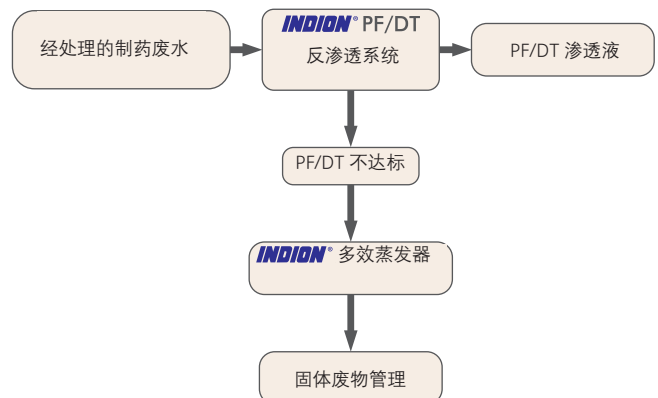 经处理的制药废水
INDION® PF/DT
反渗透系统
PF/DT 渗透液
PF/DT 不达标
INDION® 多效蒸发器
固体废物管理